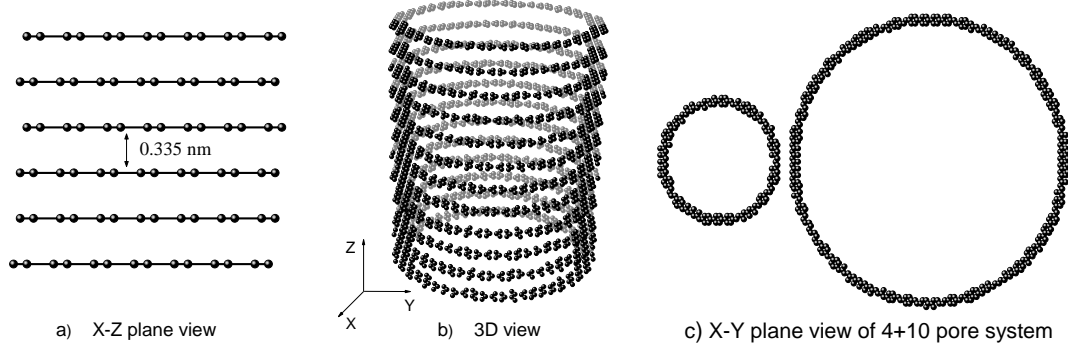 0.335 nm
Z
Y
X
a) X-Z plane view
b) 3D view
c) X-Y plane view of 4+10 pore system